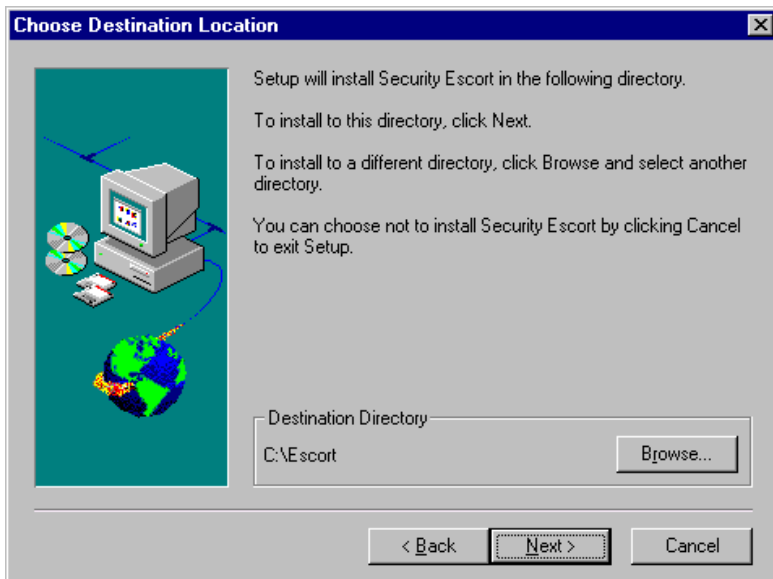 Choose Destination Location
Setup will install Security Escort in the following directory.
To install to this directory, click Next.
To install to a different directory, click Browse and select another
directory.
You can choose not to install Security Escort by clicking Cancel
to exit Setup.
Destination Directory
C:\Escort
Browse...
< Back
Next >
Cancel